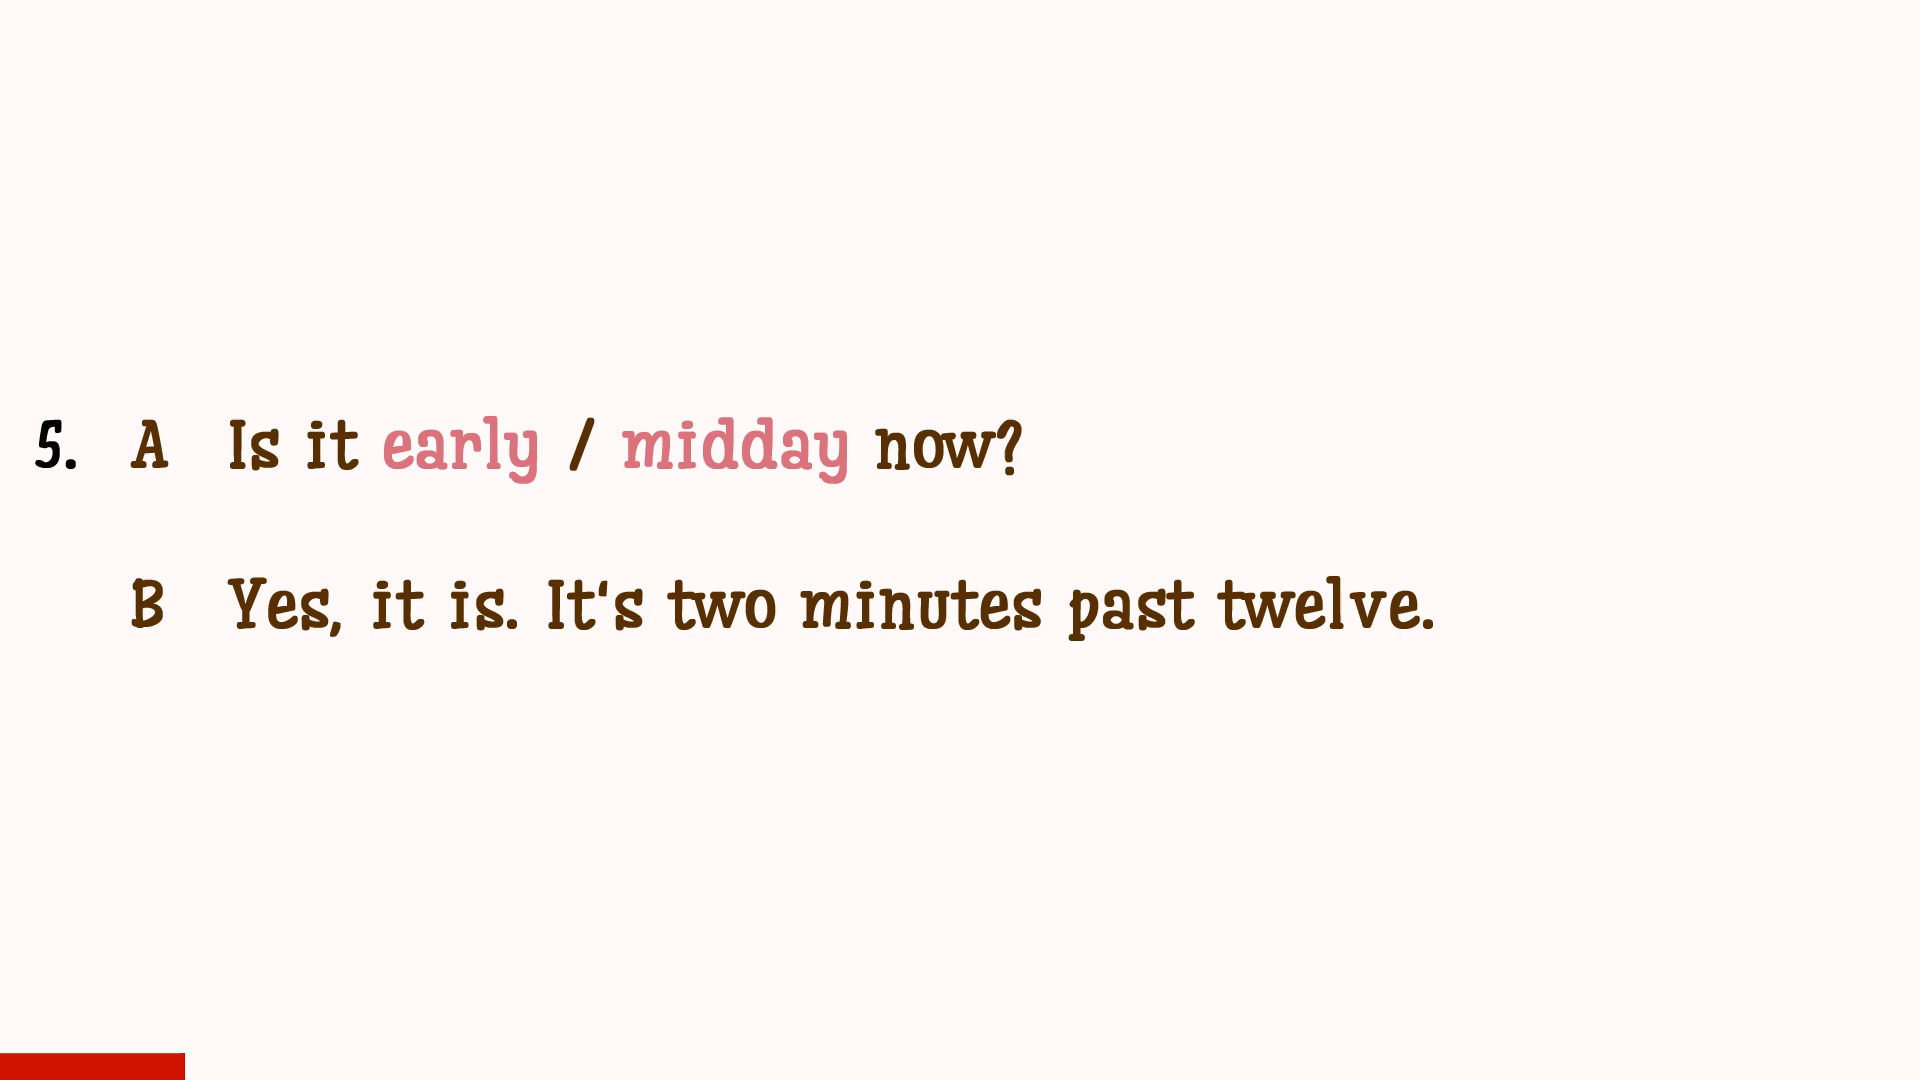 5. A Is it early / midday now?
B Yes, it is. It's two minutes past twelve.